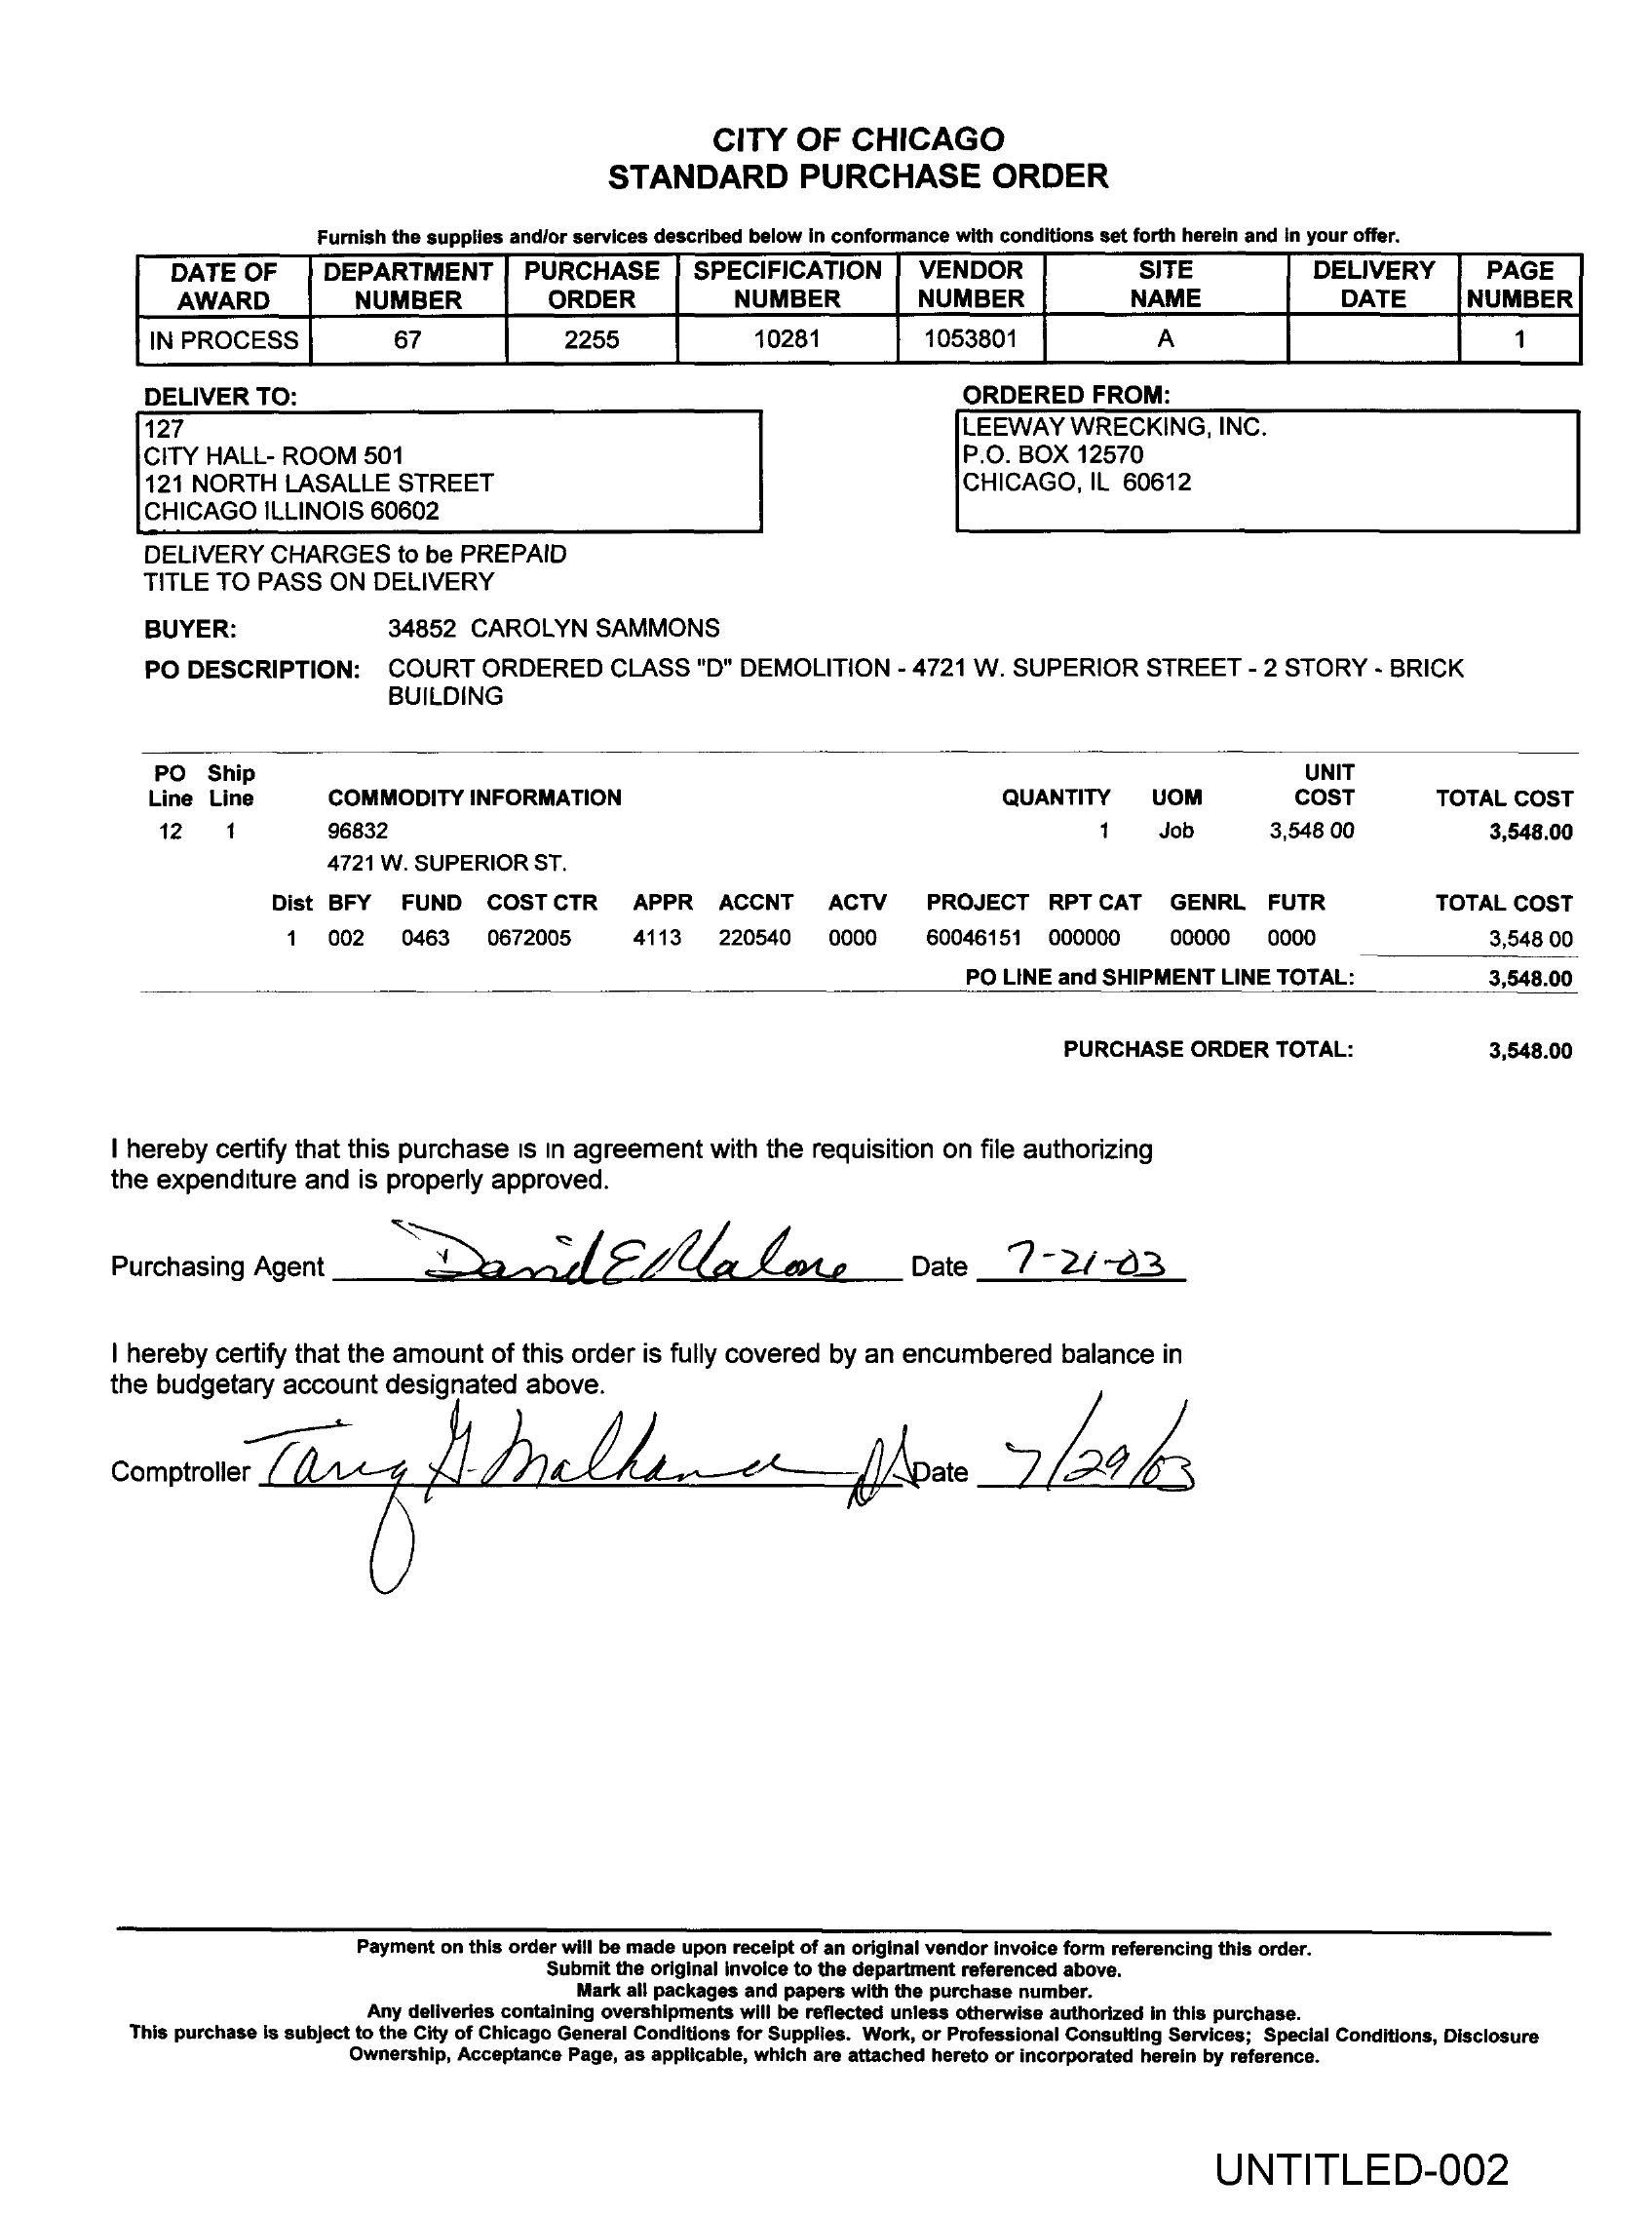 CITY OF CHICAGO
STANDARD PURCHASE ORDER
Furnish the supplies and/or services described below in conformance with conditions set forth herein and in your offer.
DATE OF AWARD DEPARTMENT NUMBER PURCHASE ORDER SPECIFICATION NUMBER VENDOR NUMBER SITE NAME DELIVERY DATE PAGE NUMBER
IN PROCESS 67 2255 10281 1053801 A 1
DELIVER TO:
127
CITY HALL- ROOM 501
121 NORTH LASALLE STREET
CHICAGO ILLINOIS 60602
ORDERED FROM:
LEEWAY WRECKING, INC.
P.O. BOX 12570
CHICAGO, IL 60612
DELIVERY CHARGES to be PREPAID
TITLE TO PASS ON DELIVERY
BUYER: 34852 CAROLYN SAMMONS
PO DESCRIPTION: COURT ORDERED CLASS "D" DEMOLITION - 4721 W. SUPERIOR STREET - 2 STORY - BRICK
BUILDING
PO Line Ship Line COMMODITY INFORMATION QUANTITY UOM UNIT COST TOTAL COST
12 1 96832 1 Job 3,548 00 3,548.00
4721 W. SUPERIOR ST.
Dist BFY FUND COST CTR APPR ACCNT ACTV PROJECT RPT CAT GENRL FUTR TOTAL COST
1 002 0463 0672005 4113 220540 0000 60046151 000000 00000 0000 3,548 00
PO LINE and SHIPMENT LINE TOTAL: 3,548.00
PURCHASE ORDER TOTAL: 3,548.00
I hereby certify that this purchase is in agreement with the requisition on file authorizing
the expenditure and is properly approved.
Purchasing Agent David E Malone Date 7-21-03
I hereby certify that the amount of this order is fully covered by an encumbered balance in
the budgetary account designated above.
Comptroller Date 7/29/03
Payment on this order will be made upon receipt of an original vendor invoice form referencing this order.
Submit the original invoice to the department referenced above.
Mark all packages and papers with the purchase number.
Any deliveries containing overshipments will be reflected unless otherwise authorized in this purchase.
This purchase is subject to the City of Chicago General Conditions for Supplies. Work, or Professional Consulting Services; Special Conditions, Disclosure
Ownership, Acceptance Page, as applicable, which are attached hereto or incorporated herein by reference.
UNTITLED-002